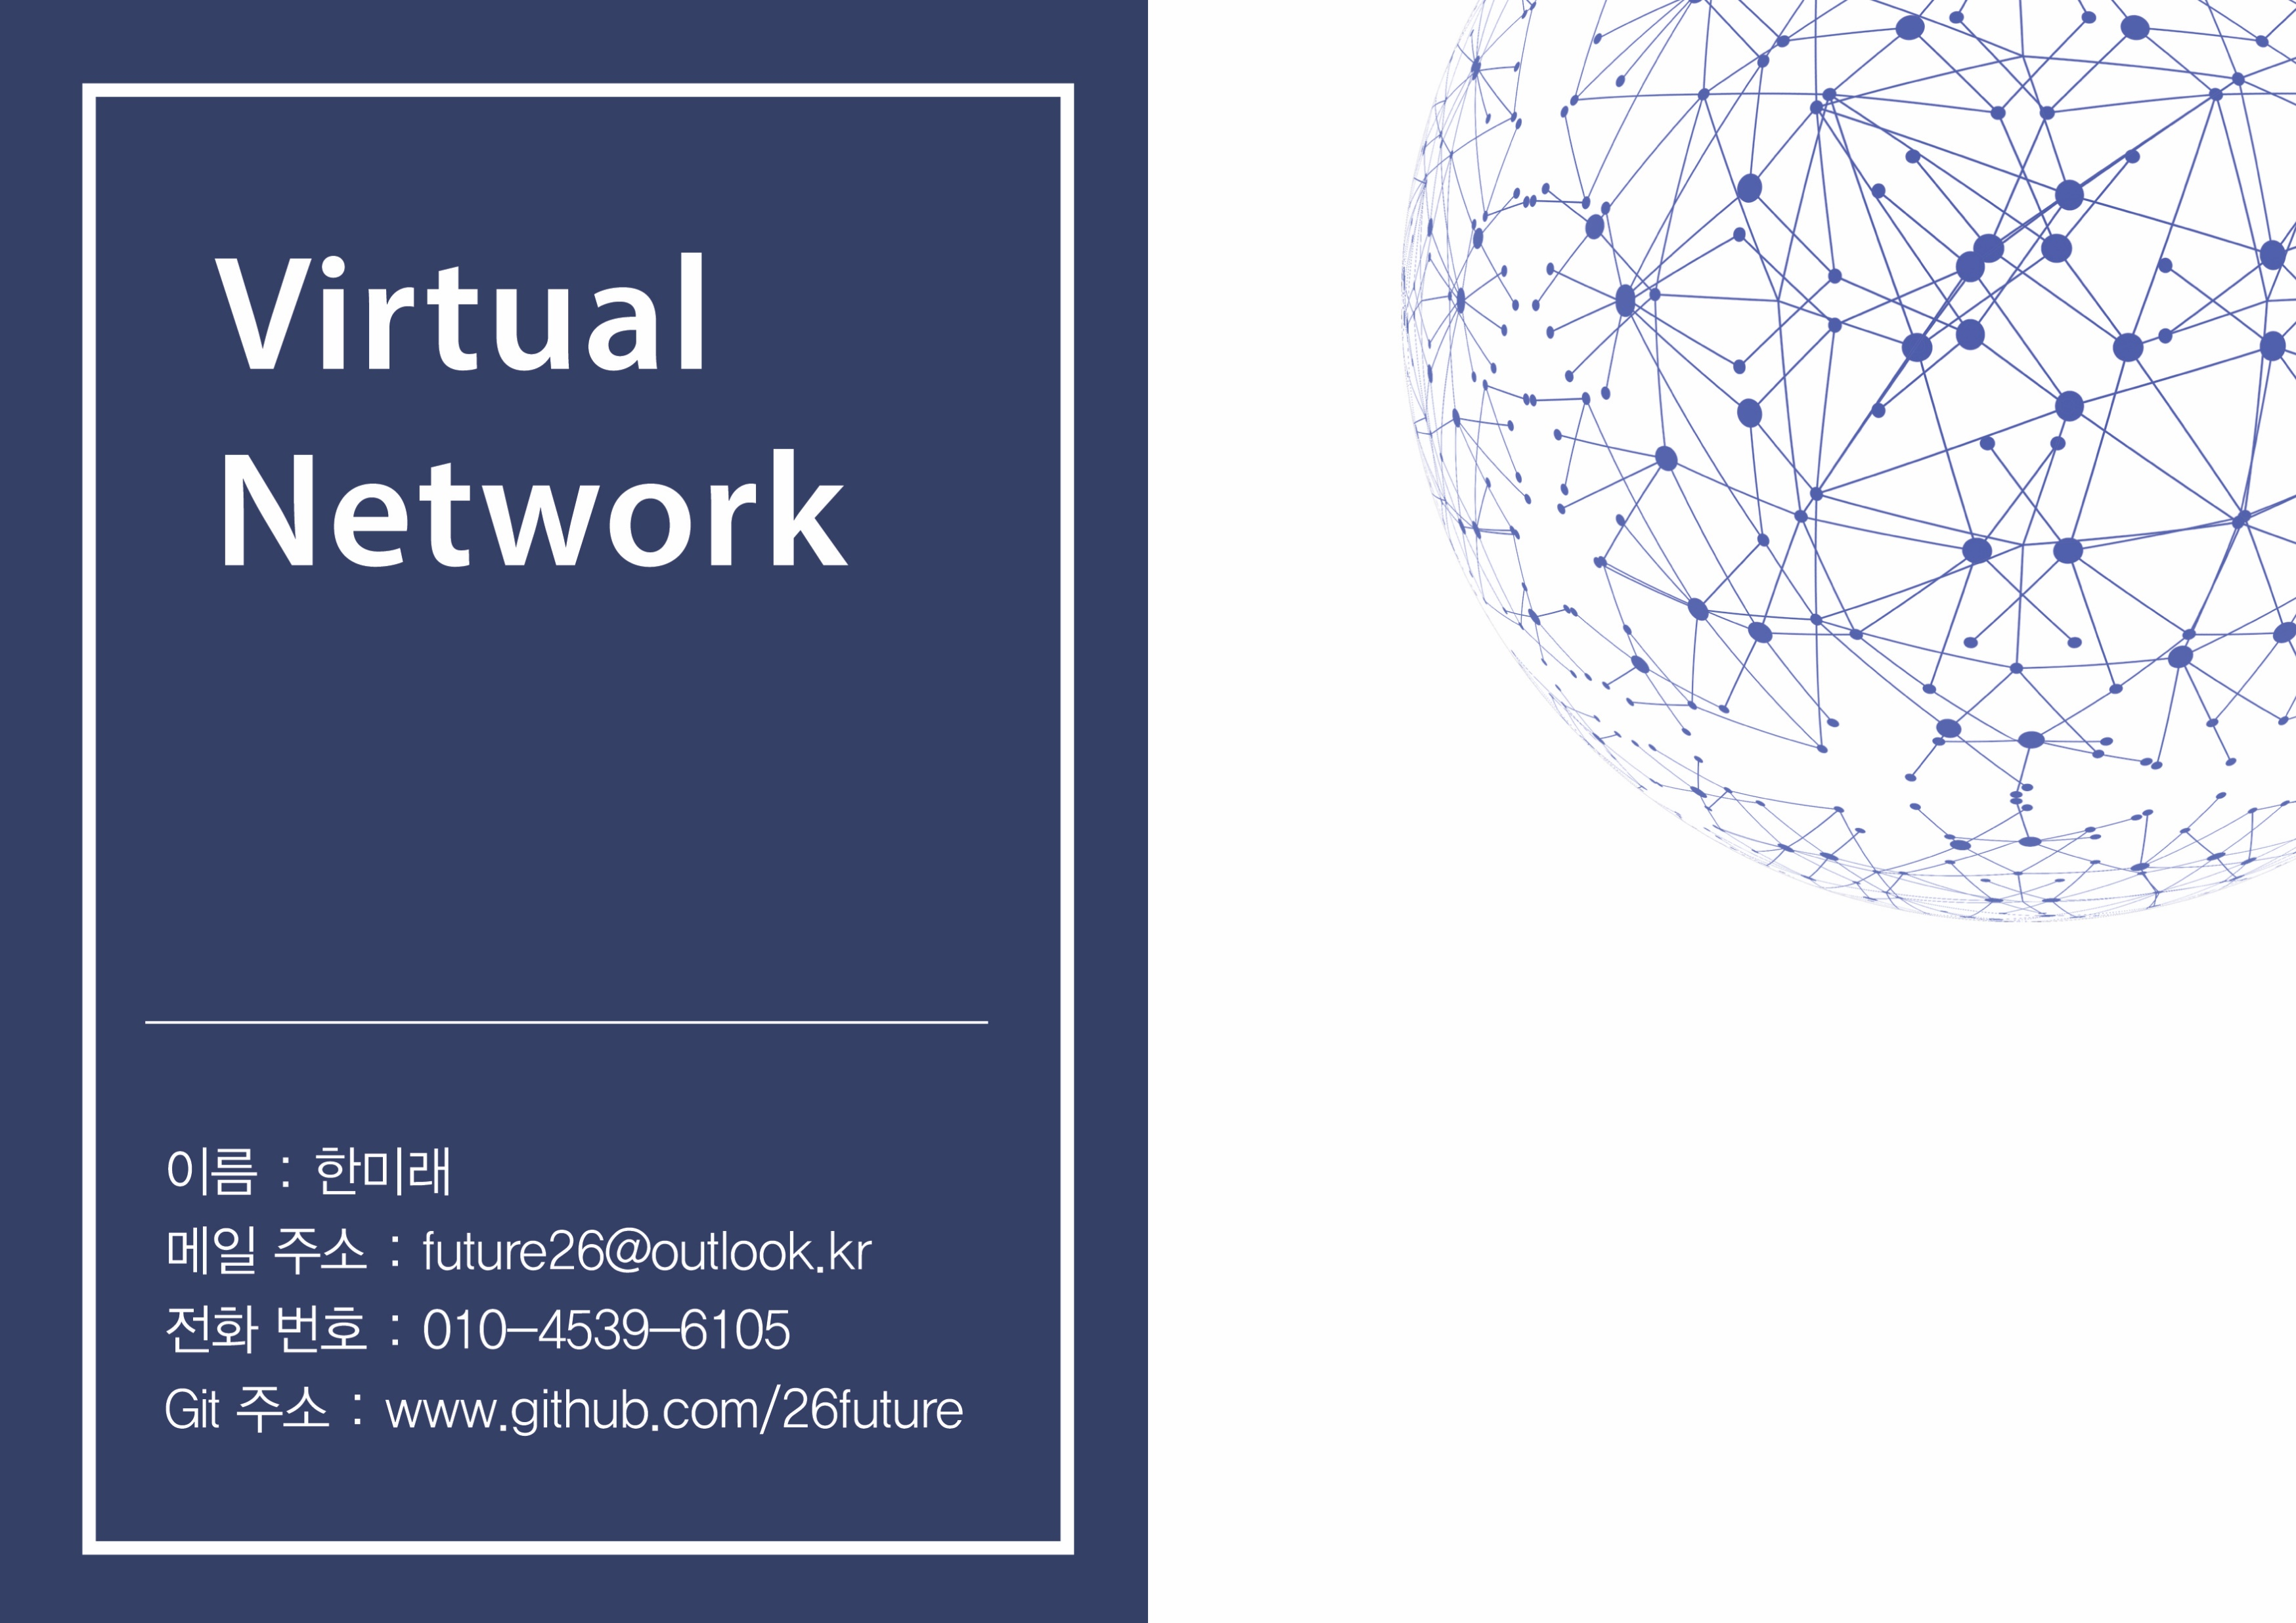 Virtual
Network
이름 : 한미래
메일 주소 : future26@outlook.kr
전화 번호 : 010-4539-6105
Git 주소 : www.github.com/26future